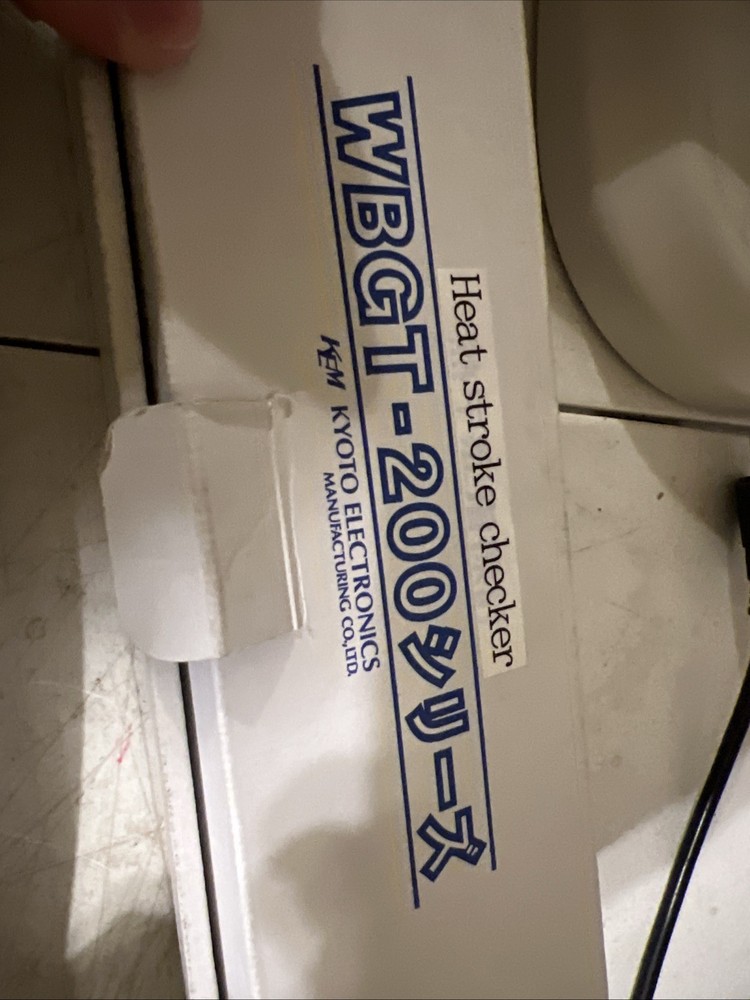 Heat stroke checker
WBGT-200シリーズ
KEM KYOTO ELECTRONICS
MANUFACTURING CO.,LTD.